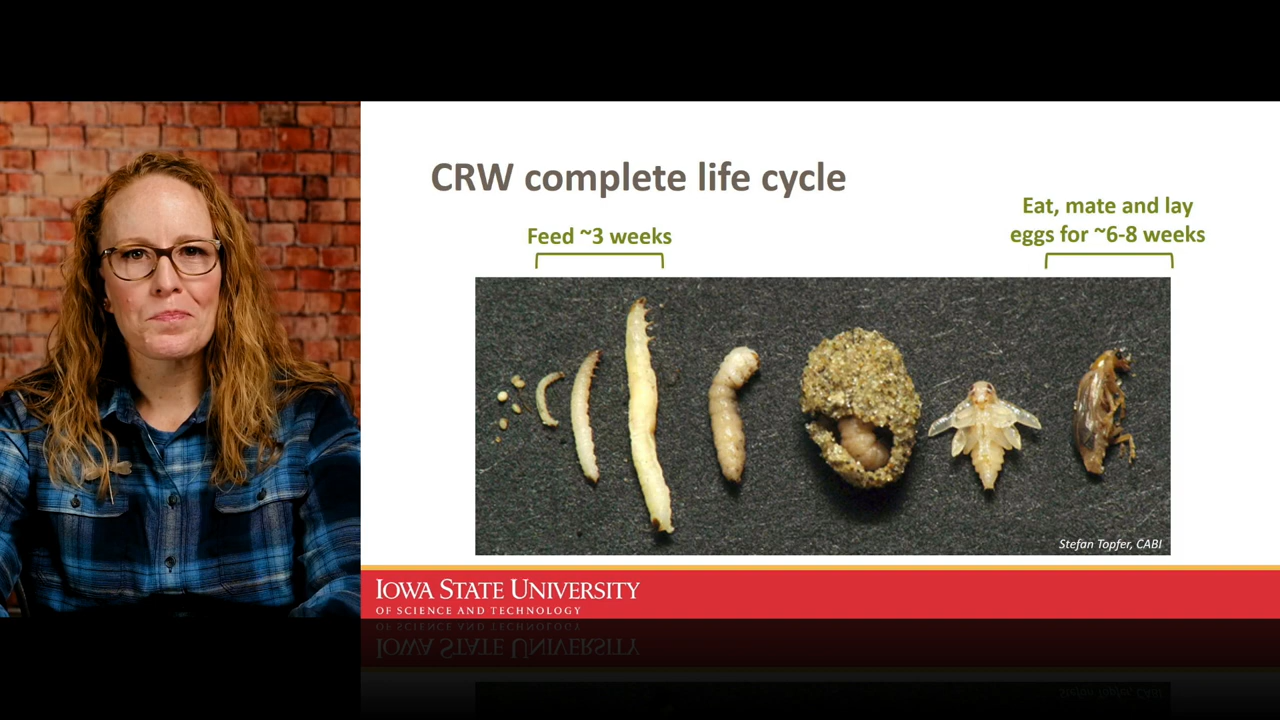 CRW complete life cycle
Feed ~3 weeks
Eat, mate and lay
eggs for ~6-8 weeks
Stefan Topfer, CABI
IOWA STATE UNIVERSITY
OF SCIENCE AND TECHNOLOGY